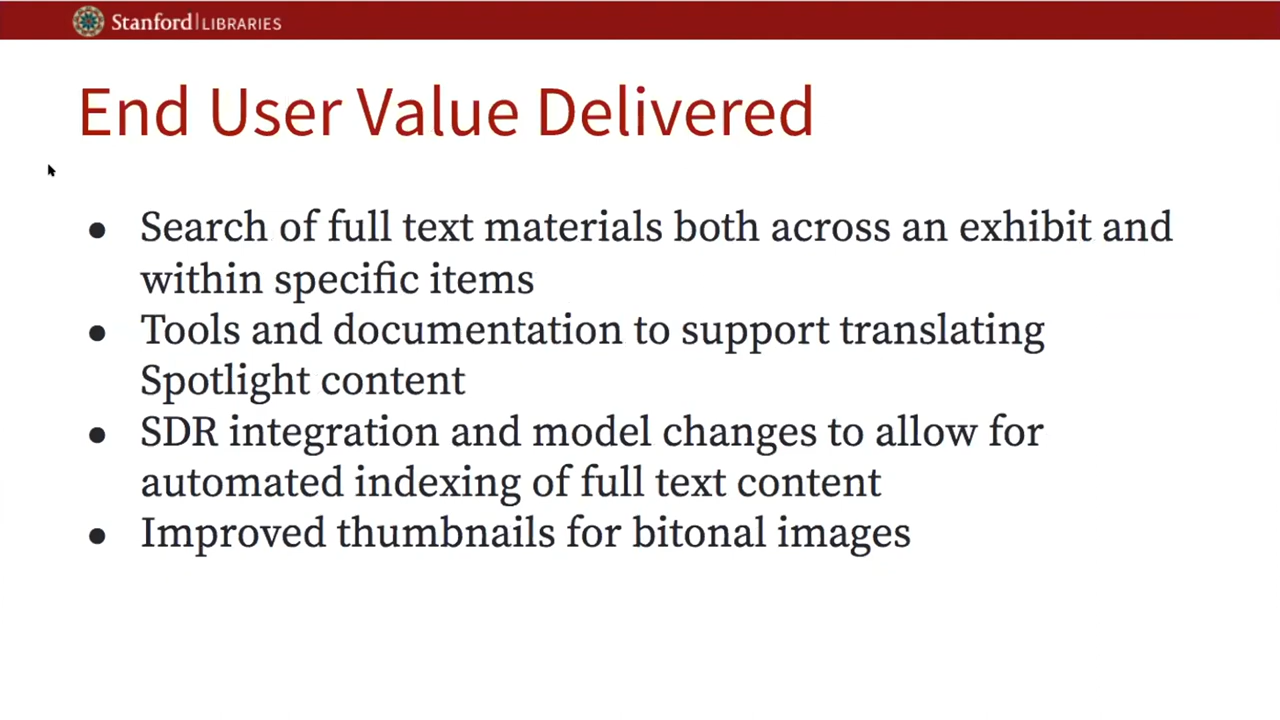 Stanford | LIBRARIES
End User Value Delivered
● Search of full text materials both across an exhibit and
within specific items
● Tools and documentation to support translating
Spotlight content
● SDR integration and model changes to allow for
automated indexing of full text content
● Improved thumbnails for bitonal images